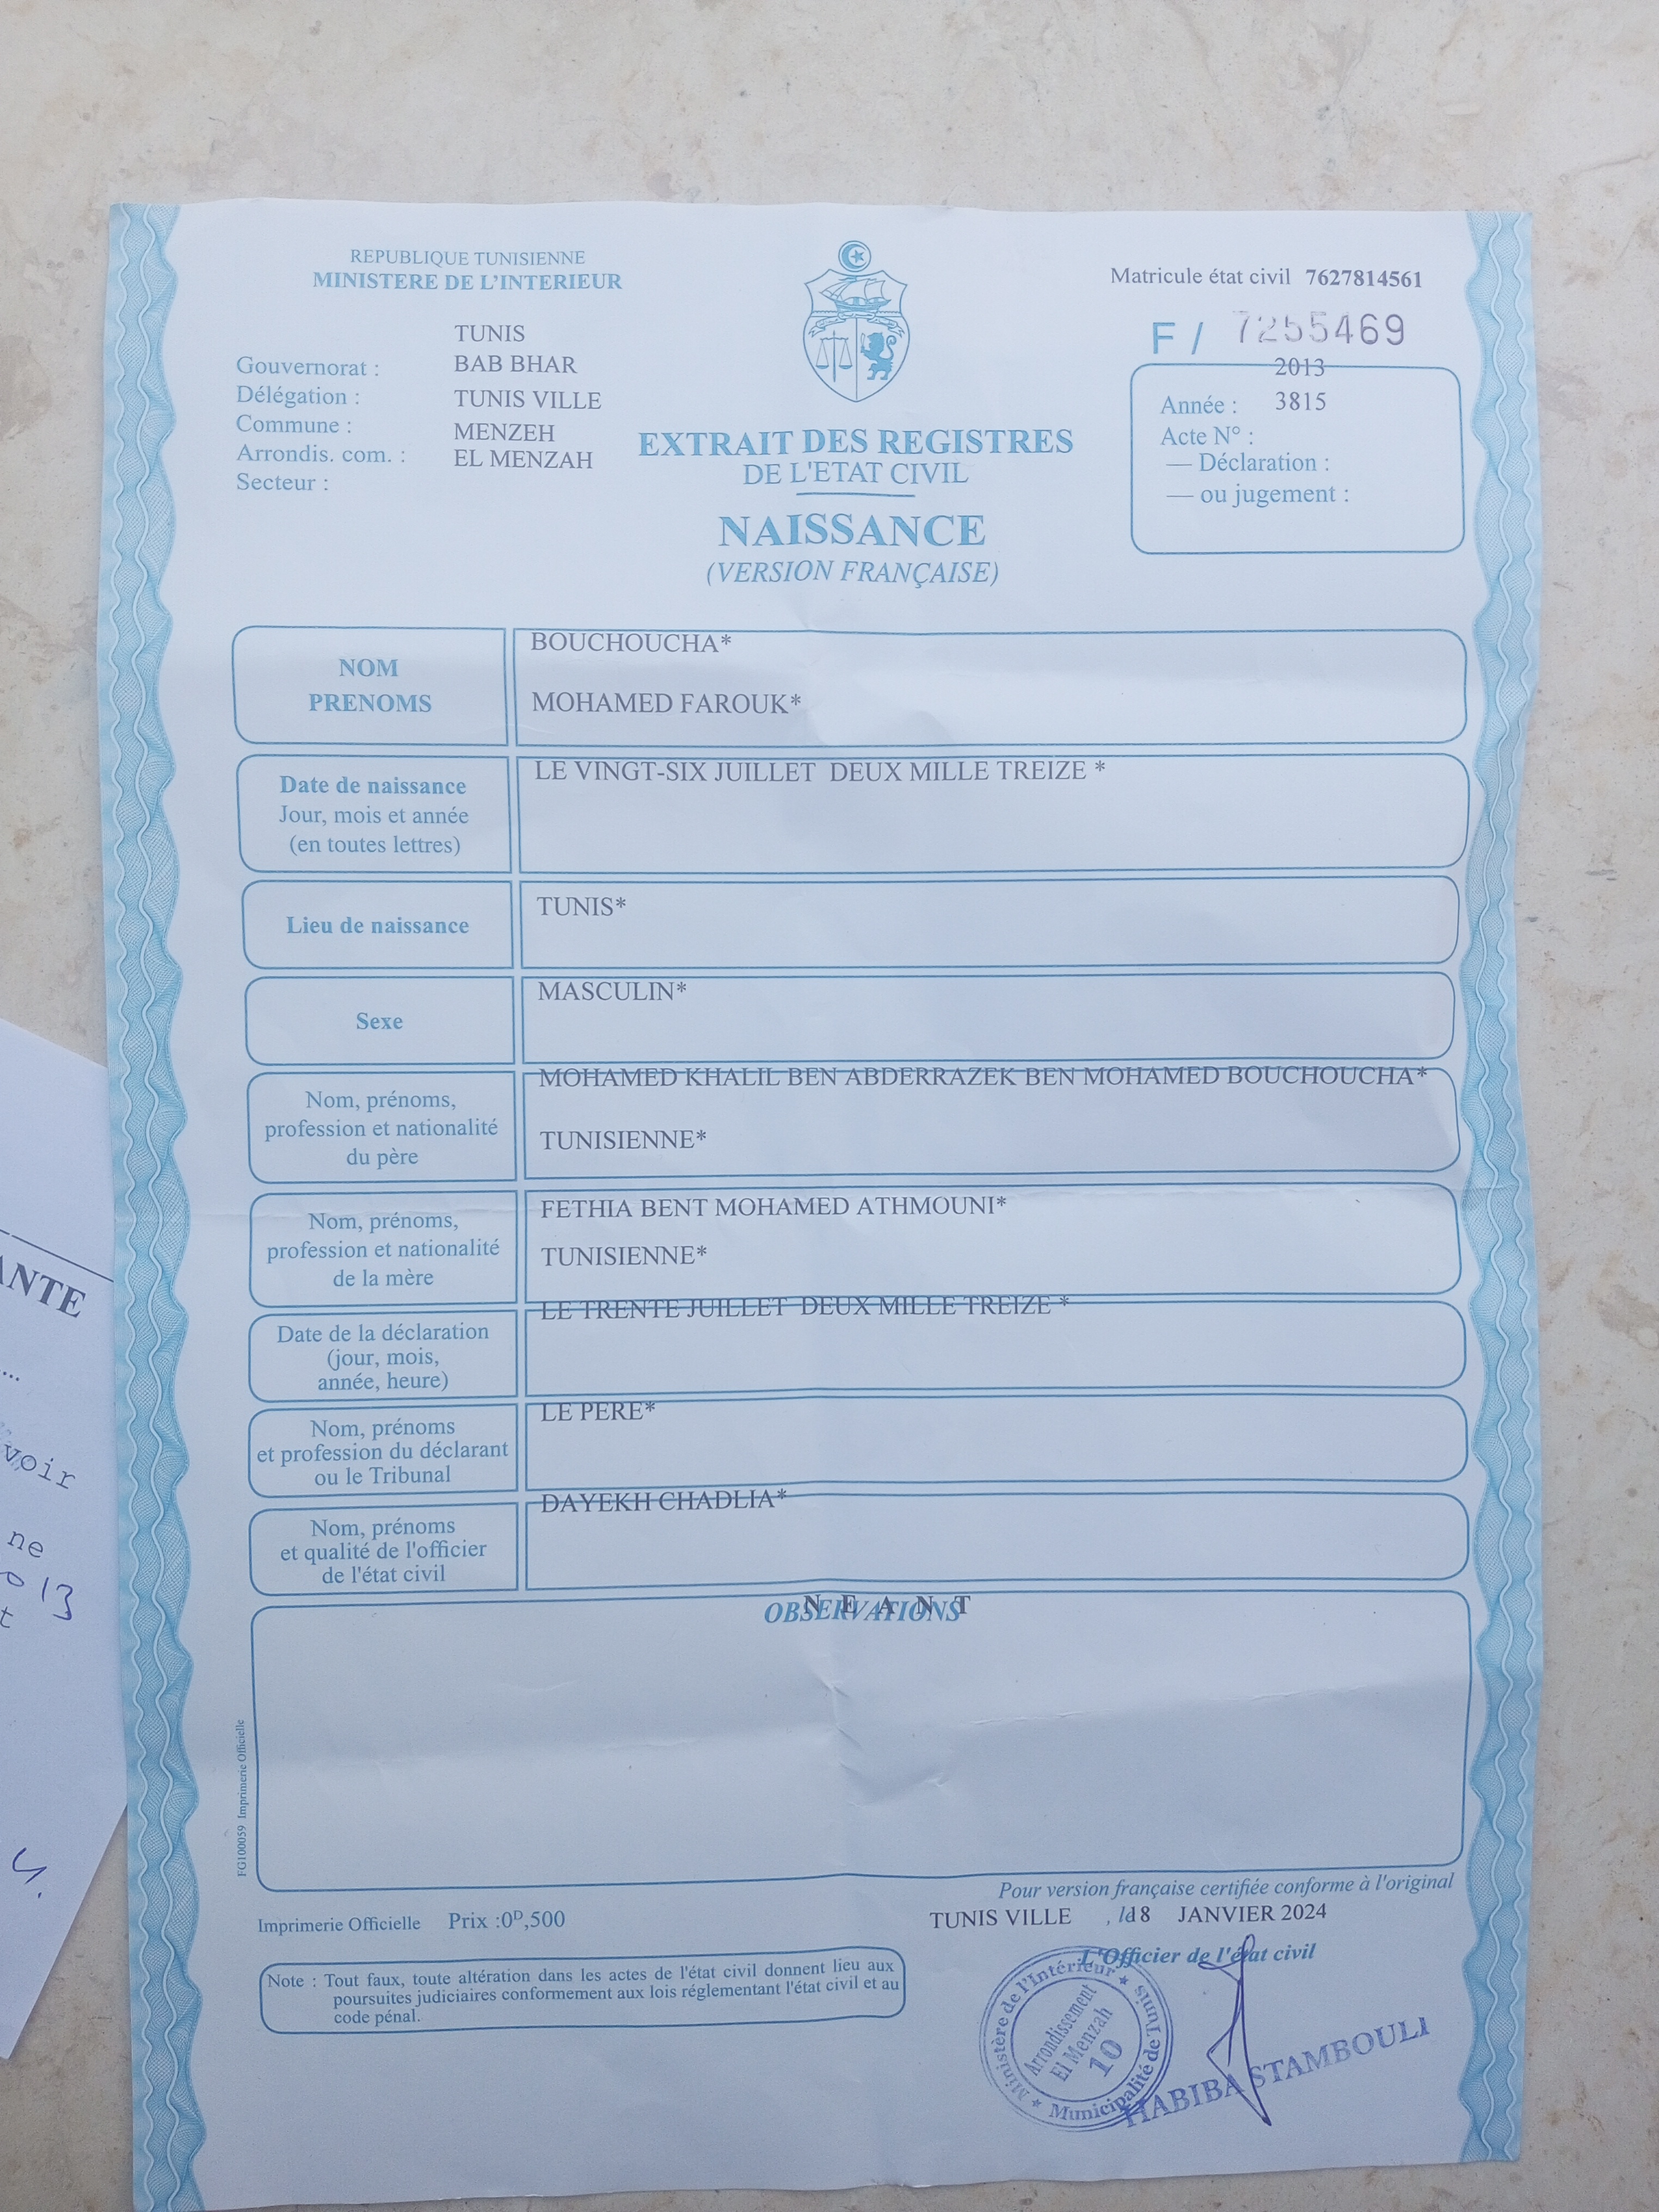 REPUBLIQUE TUNISIENNE
MINISTERE DE L'INTERIEUR
Matricule état civil 7627814561
F / 7255469
TUNIS
Gouvernorat : BAB BHAR
Délégation : TUNIS VILLE
Commune : MENZEH
Arrondis. com. : EL MENZAH
Secteur :
2013
Année : 3815
Acte N° :
— Déclaration :
— ou jugement :
EXTRAIT DES REGISTRES
DE L'ETAT CIVIL
NAISSANCE
(VERSION FRANÇAISE)
NOM
PRENOMS
BOUCHOUCHA*
MOHAMED FAROUK*
Date de naissance
Jour, mois et année
(en toutes lettres)
LE VINGT-SIX JUILLET DEUX MILLE TREIZE *
Lieu de naissance
TUNIS*
Sexe
MASCULIN*
Nom, prénoms,
profession et nationalité
du père
MOHAMED KHALIL BEN ABDERRAZEK BEN MOHAMED BOUCHOUCHA*
TUNISIENNE*
Nom, prénoms,
profession et nationalité
de la mère
FETHIA BENT MOHAMED ATHMOUNI*
TUNISIENNE*
Date de la déclaration
(jour, mois,
année, heure)
LE TRENTE JUILLET DEUX MILLE TREIZE *
Nom, prénoms
et profession du déclarant
ou le Tribunal
LE PERE*
Nom, prénoms
et qualité de l'officier
de l'état civil
DAYEKH CHADLIA*
OBSERVATIONS
N E A N T
FG100059 Imprimerie Officielle
Pour version française certifiée conforme à l'original
Imprimerie Officielle Prix :0ᴰ,500
TUNIS VILLE , le 18 JANVIER 2024
L'Officier de l'état civil
Note : Tout faux, toute altération dans les actes de l'état civil donnent lieu aux
poursuites judiciaires conformement aux lois réglementant l'état civil et au
code pénal.
Ministère de l'Intérieur * Municipalité de Tunis *
Arrondissement
El Menzah
10
HABIBA STAMBOULI
ANTE
...
voir
ne
13
t